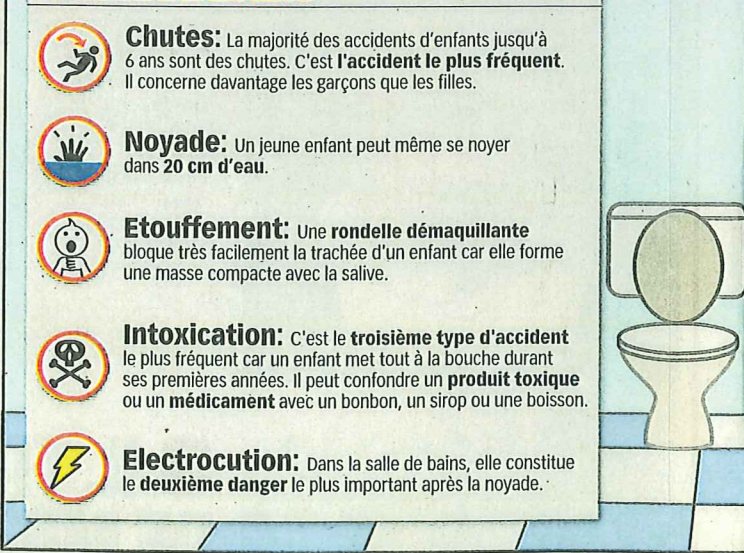 Chutes: La majorité des accidents d'enfants jusqu'à
6 ans sont des chutes. C'est l'accident le plus fréquent.
Il concerne davantage les garçons que les filles.
Noyade: Un jeune enfant peut même se noyer
dans 20 cm d'eau.
Etouffement: Une rondelle démaquillante
bloque très facilement la trachée d'un enfant car elle forme
une masse compacte avec la salive.
Intoxication: C'est le troisième type d'accident
le plus fréquent car un enfant met tout à la bouche durant
ses premières années. Il peut confondre un produit toxique
ou un médicament avec un bonbon, un sirop ou une boisson.
Electrocution: Dans la salle de bains, elle constitue
le deuxième danger le plus important après la noyade.